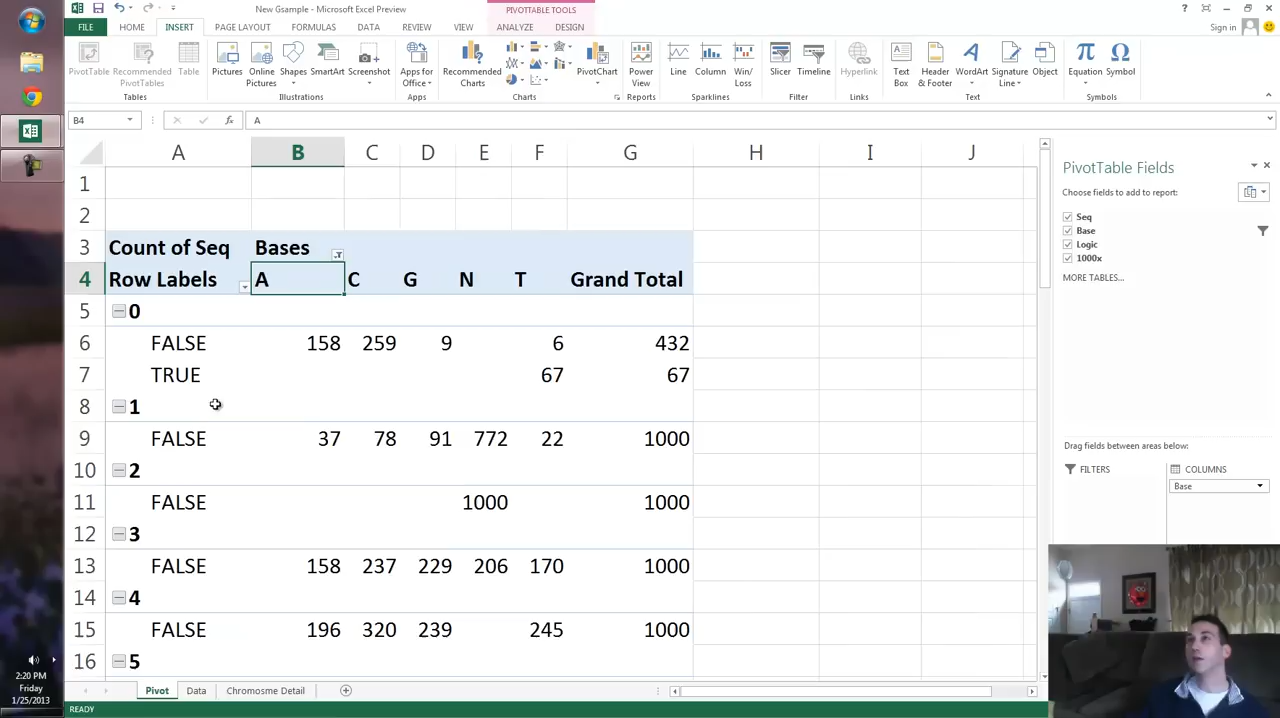 New Gsample - Microsoft Excel Preview
PIVOTTABLE TOOLS
? Sign in
FILE HOME INSERT PAGE LAYOUT FORMULAS DATA REVIEW VIEW ANALYZE DESIGN
PivotTable Recommended PivotTables Table Pictures Online Pictures Shapes SmartArt Screenshot Apps for Office Recommended Charts PivotChart Power View Line Column Win/Loss Slicer Timeline Hyperlink Text Box Header & Footer WordArt Signature Line Object Equation Symbol
Tables Illustrations Apps Charts Reports Sparklines Filter Links Text Symbols
B4 fx A
A B C D E F G H I J
1
2
3 Count of Seq Bases
4 Row Labels A C G N T Grand Total
5 0
6 FALSE 158 259 9 6 432
7 TRUE 67 67
8 1
9 FALSE 37 78 91 772 22 1000
10 2
11 FALSE 1000 1000
12 3
13 FALSE 158 237 229 206 170 1000
14 4
15 FALSE 196 320 239 245 1000
16 5
PivotTable Fields
Choose fields to add to report:
Seq
Base
Logic
1000x
MORE TABLES...
Drag fields between areas below:
FILTERS COLUMNS
Base
Pivot Data Chromosme Detail
READY
2:20 PM
Friday
1/25/2013